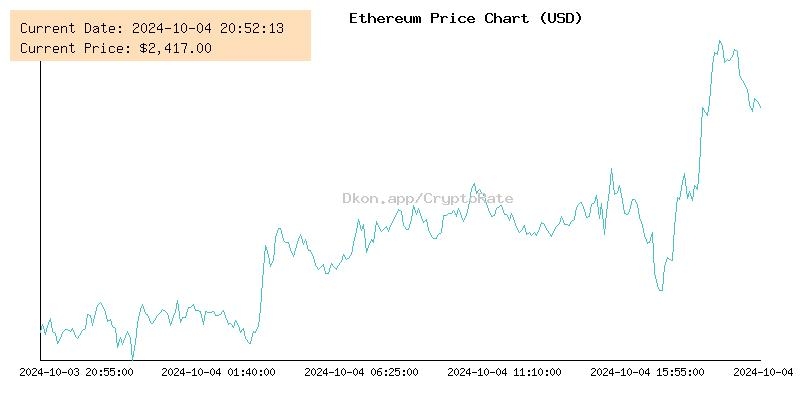 Ethereum Price Chart (USD)
Current Date: 2024-10-04 20:52:13
Current Price: $2,417.00
Dkon.app/CryptoRate
2024-10-03 20:55:00
2024-10-04 01:40:00
2024-10-04 06:25:00
2024-10-04 11:10:00
2024-10-04 15:55:00
2024-10-04